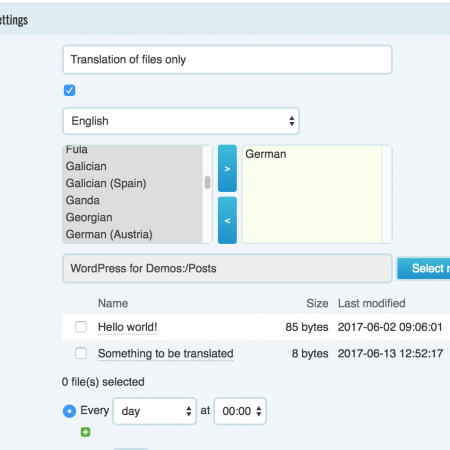 ettings
Translation of files only
English
Fula
Galician
Galician (Spain)
Ganda
Georgian
German (Austria)
>
<
German
WordPress for Demos:/Posts
Select
Name Size Last modified
Hello world! 85 bytes 2017-06-02 09:06:01
Something to be translated 8 bytes 2017-06-13 12:52:17
0 file(s) selected
Every day at 00:00